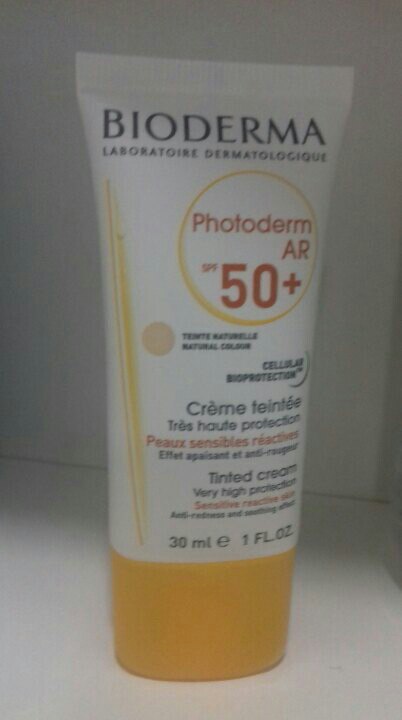 BIODERMA
LABORATOIRE DERMATOLOGIQUE
Photoderm
AR
SPF 50+
TEINTE NATURELLE
NATURAL COLOUR
CELLULAR
BIOPROTECTION™
Crème teintée
Très haute protection
Peaux sensibles réactives
Effet apaisant et anti-rougeur
Tinted cream
Very high protection
Sensitive reactive skin
Anti-redness and soothing effect
30 ml e 1 FL.OZ.